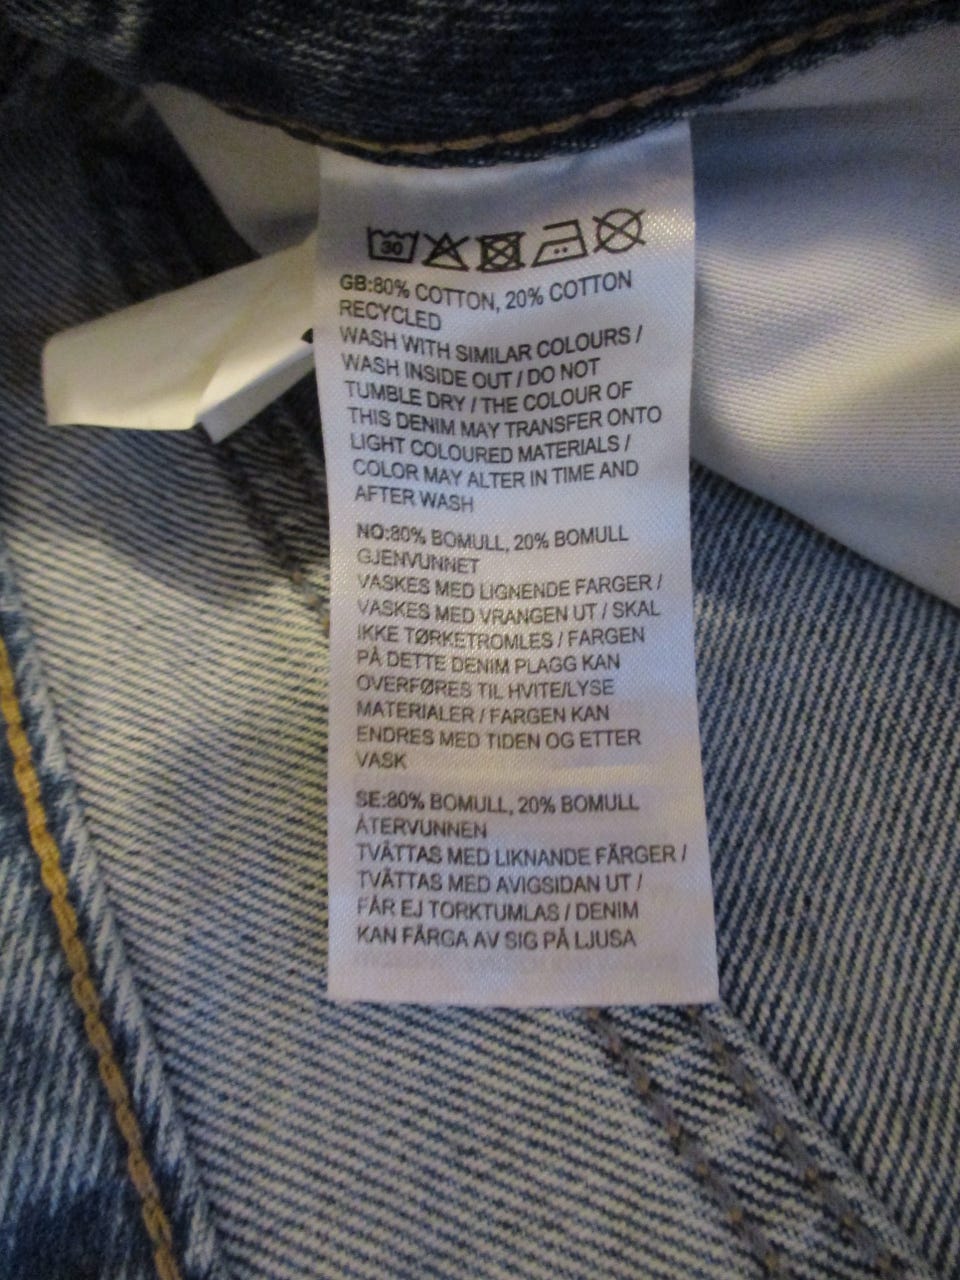 30
GB:80% COTTON, 20% COTTON
RECYCLED
WASH WITH SIMILAR COLOURS /
WASH INSIDE OUT / DO NOT
TUMBLE DRY / THE COLOUR OF
THIS DENIM MAY TRANSFER ONTO
LIGHT COLOURED MATERIALS /
COLOR MAY ALTER IN TIME AND
AFTER WASH
NO:80% BOMULL, 20% BOMULL
GJENVUNNET
VASKES MED LIGNENDE FARGER /
VASKES MED VRANGEN UT / SKAL
IKKE TØRKETROMLES / FARGEN
PÅ DETTE DENIM PLAGG KAN
OVERFØRES TIL HVITE/LYSE
MATERIALER / FARGEN KAN
ENDRES MED TIDEN OG ETTER
VASK
SE:80% BOMULL, 20% BOMULL
ÅTERVUNNEN
TVÄTTAS MED LIKNANDE FÄRGER /
TVÄTTAS MED AVIGSIDAN UT /
FÅR EJ TORKTUMLAS / DENIM
KAN FÄRGA AV SIG PÅ LJUSA